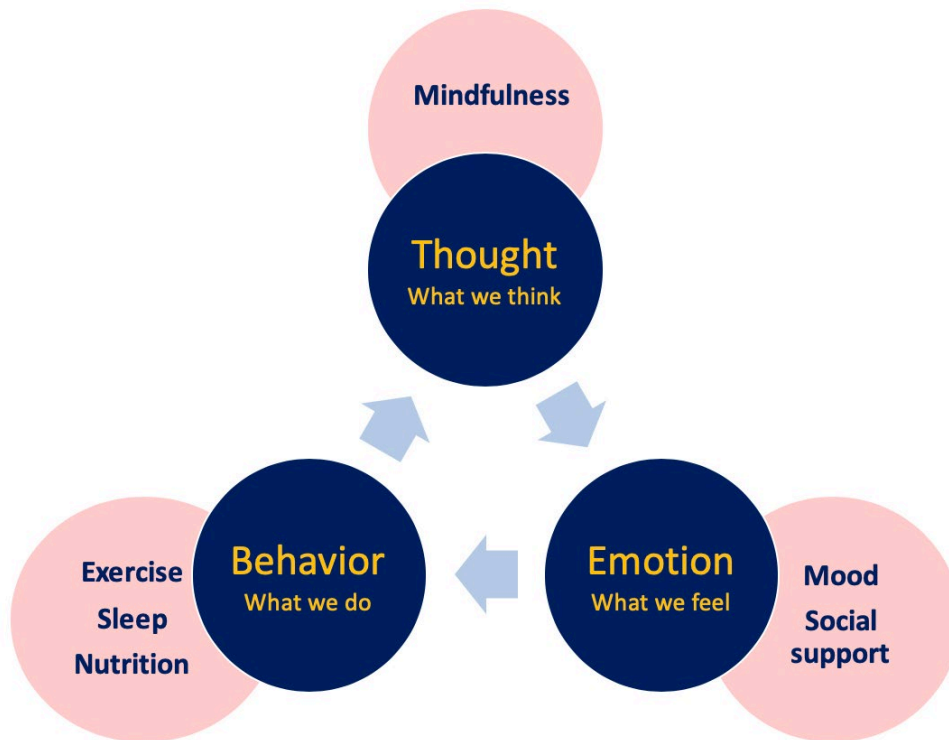 Mindfulness
Thought
What we think
Behavior
What we do
Exercise
Sleep
Nutrition
Emotion
What we feel
Mood
Social
support